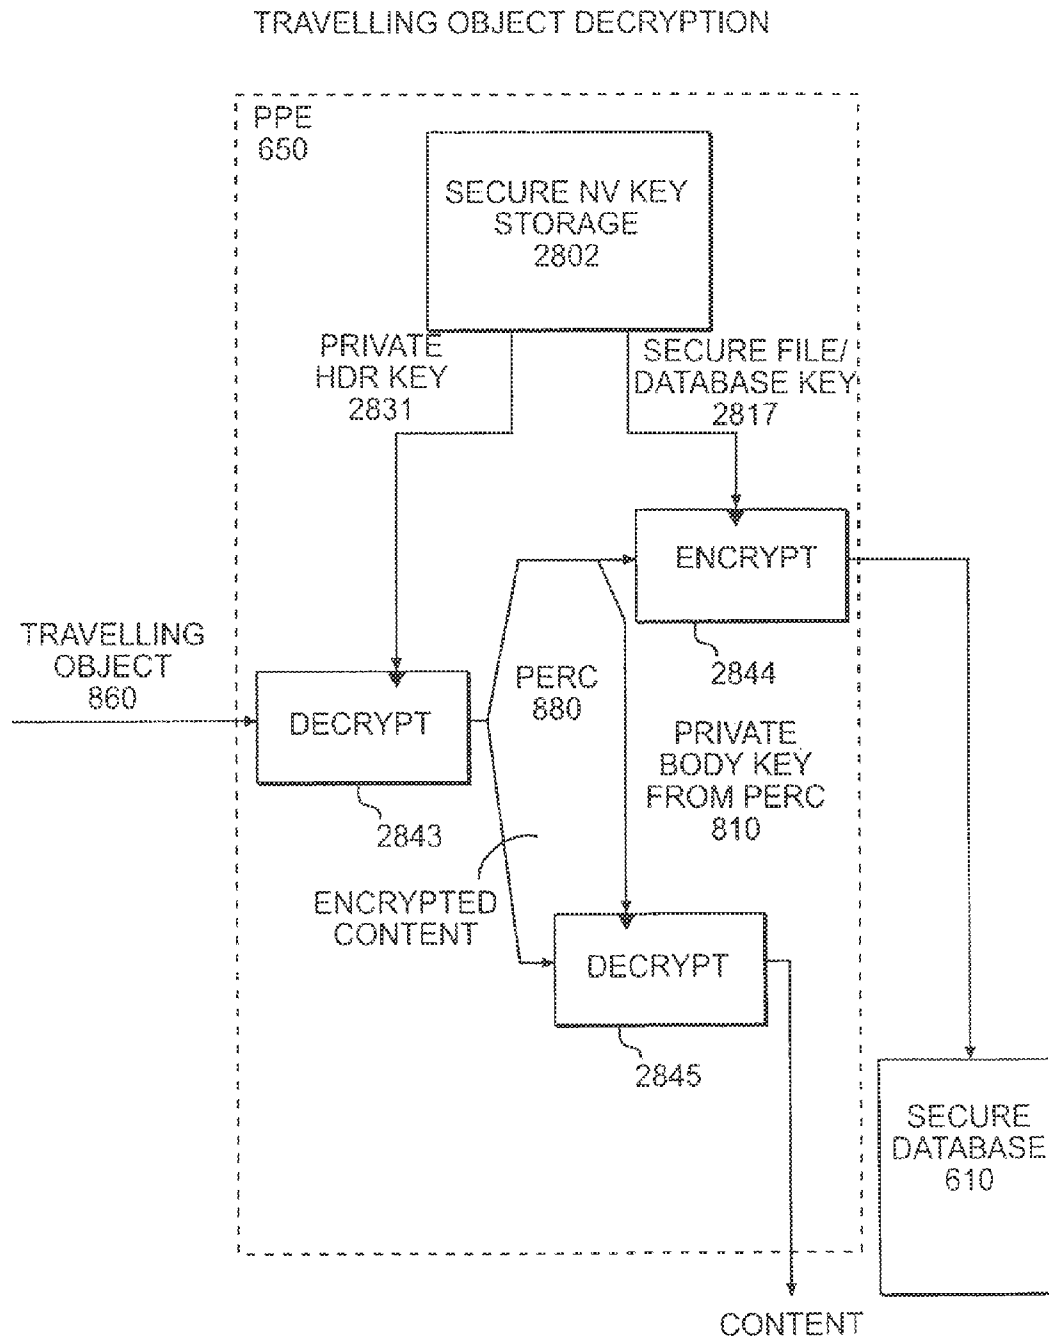 TRAVELLING OBJECT DECRYPTION
PPE
650
SECURE NV KEY
STORAGE
2802
PRIVATE
HDR KEY
2831
SECURE FILE/
DATABASE KEY
2817
ENCRYPT
2844
TRAVELLING
OBJECT
860
DECRYPT
2843
PERC
880
PRIVATE
BODY KEY
FROM PERC
810
ENCRYPTED
CONTENT
DECRYPT
2845
SECURE
DATABASE
610
CONTENT